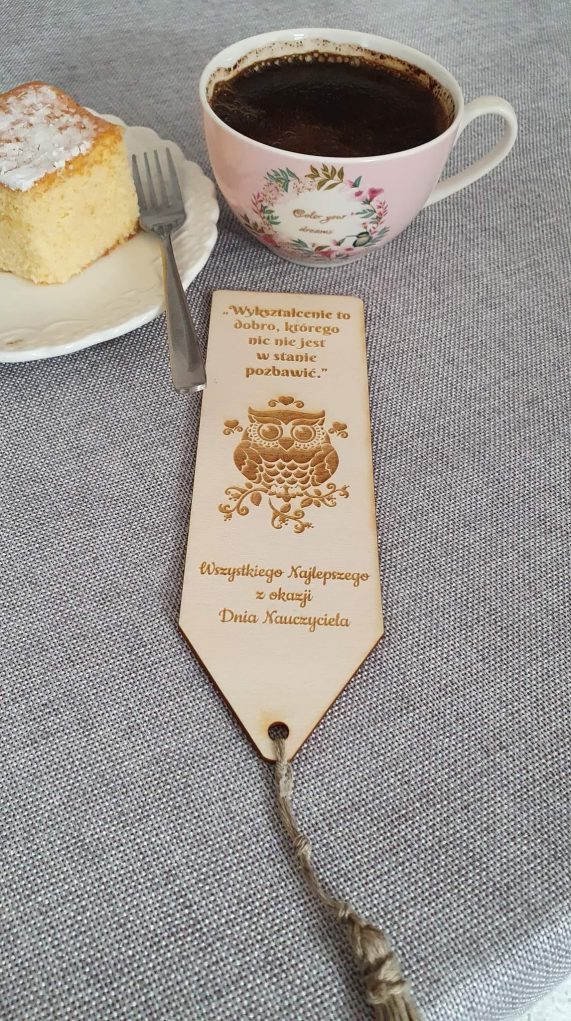 Color your
dreams
„Wykształcenie to
dobro, którego
nic nie jest
w stanie
pozbawić.”
Wszystkiego Najlepszego
z okazji
Dnia Nauczyciela